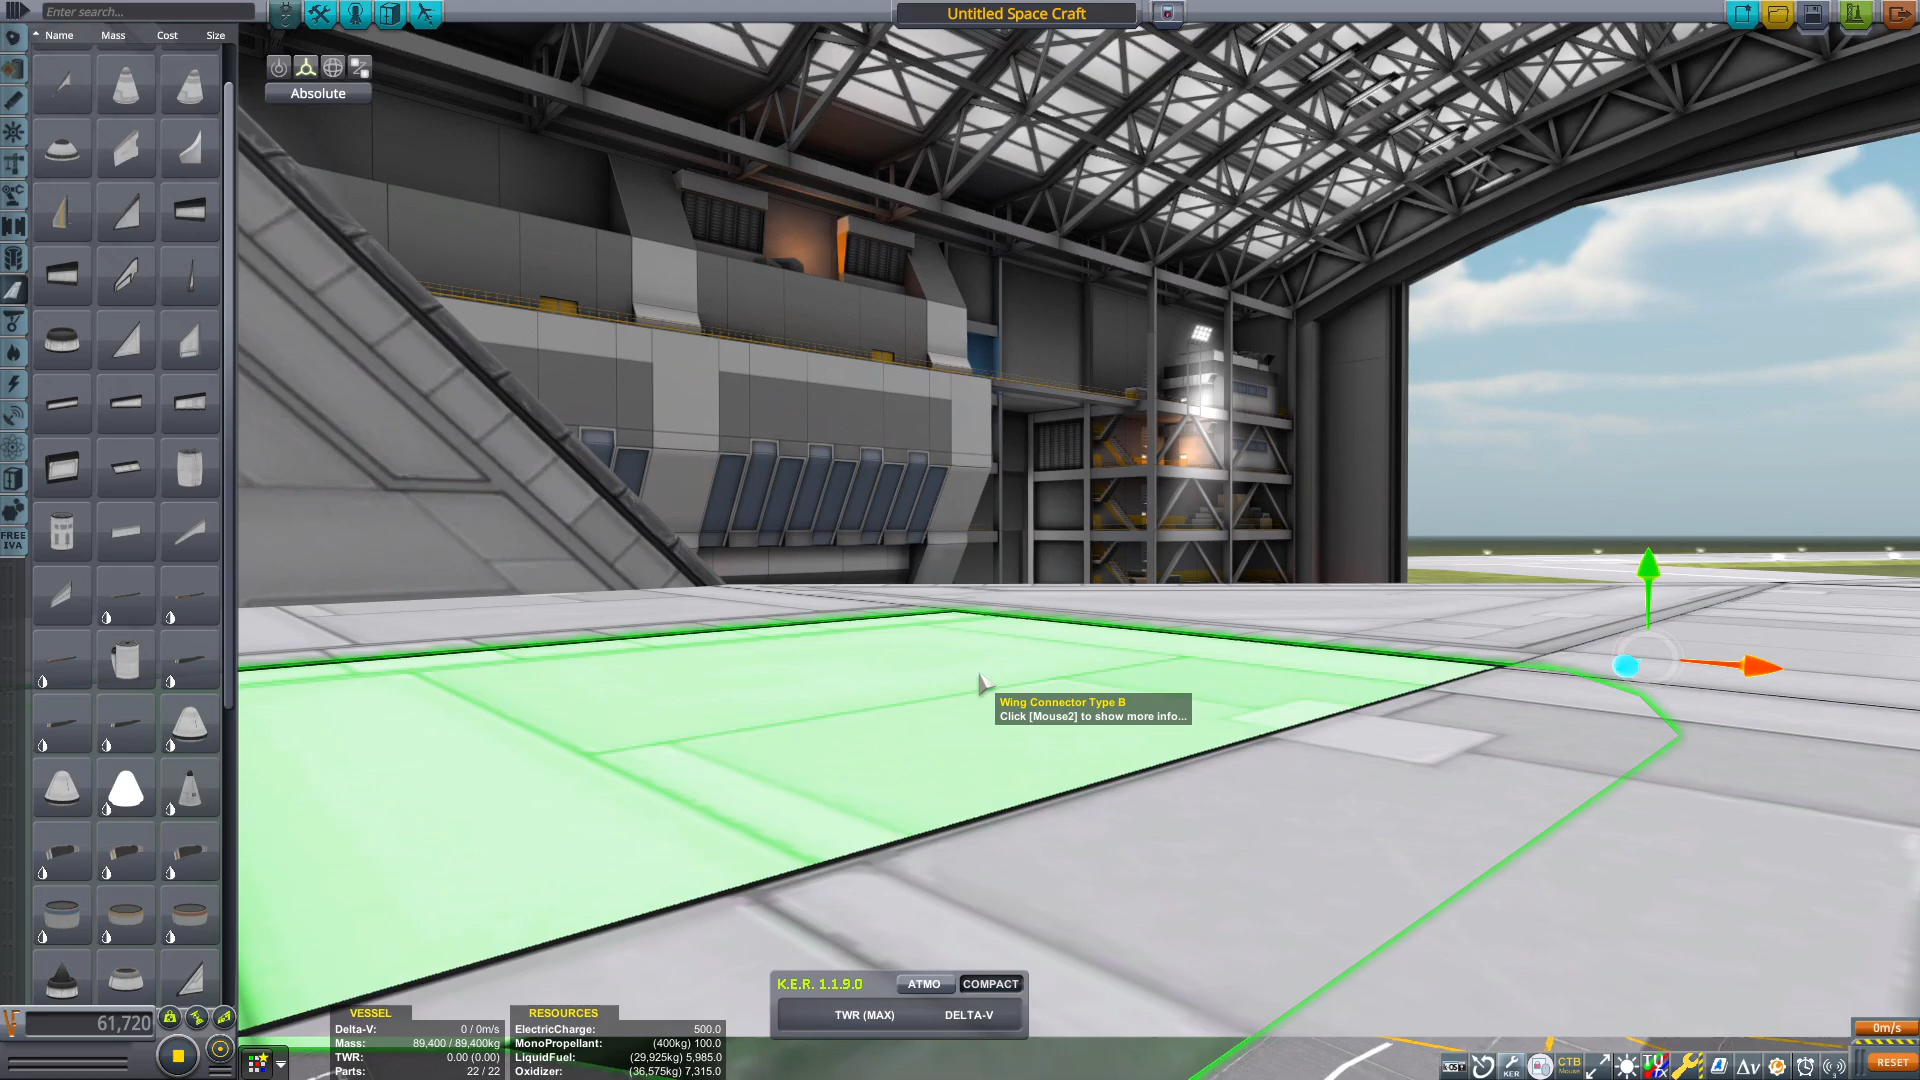 Enter search...
Untitled Space Craft
Name Mass Cost Size
Absolute
FREE
IVA
Wing Connector Type B
Click [Mouse2] to show more info...
K.E.R. 1.1.9.0 ATMO COMPACT
TWR (MAX) DELTA-V
61,720
VESSEL
Delta-V: 0 / 0m/s
Mass: 89,400 / 89,400kg
TWR: 0.00 (0.00)
Parts: 22 / 22
RESOURCES
ElectricCharge: 500.0
MonoPropellant: (400kg) 100.0
LiquidFuel: (29,925kg) 5,985.0
Oxidizer: (36,575kg) 7,315.0
0m/s
KER
CTB
Mouse
Δv
RESET